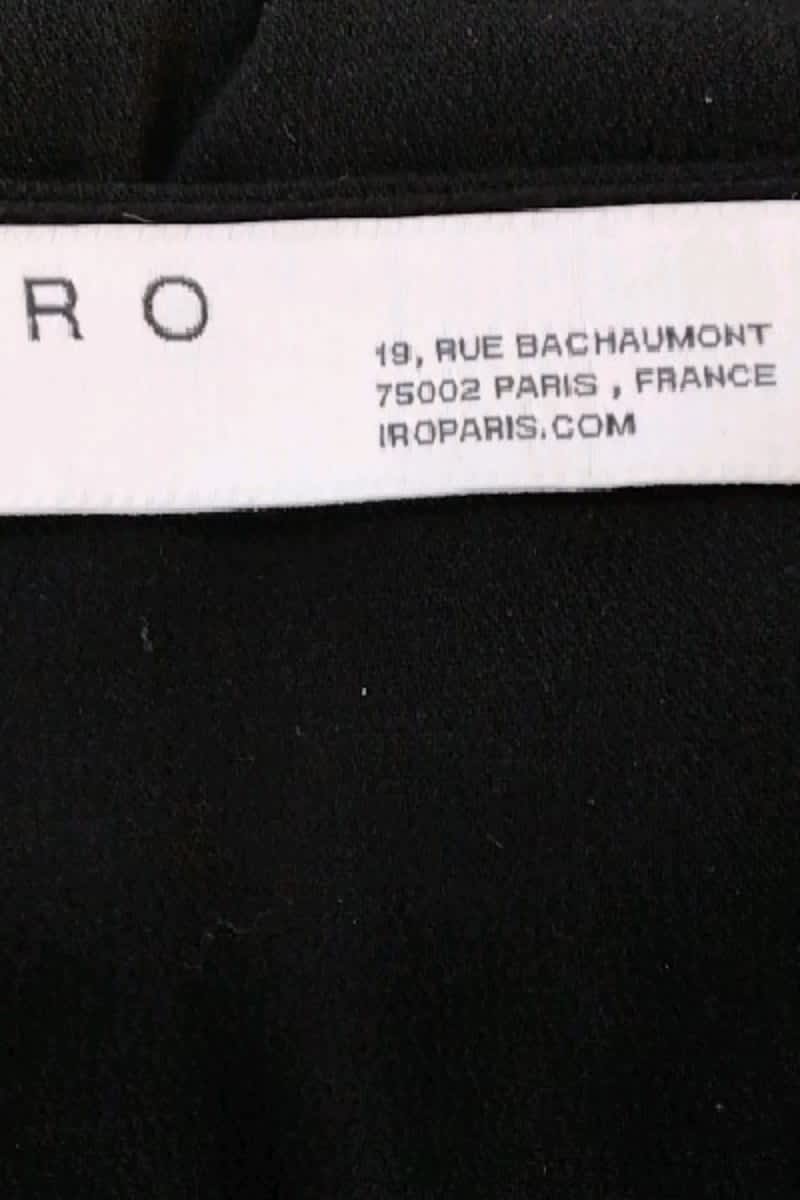 R O
19, RUE BACHAUMONT
75002 PARIS , FRANCE
IROPARIS.COM